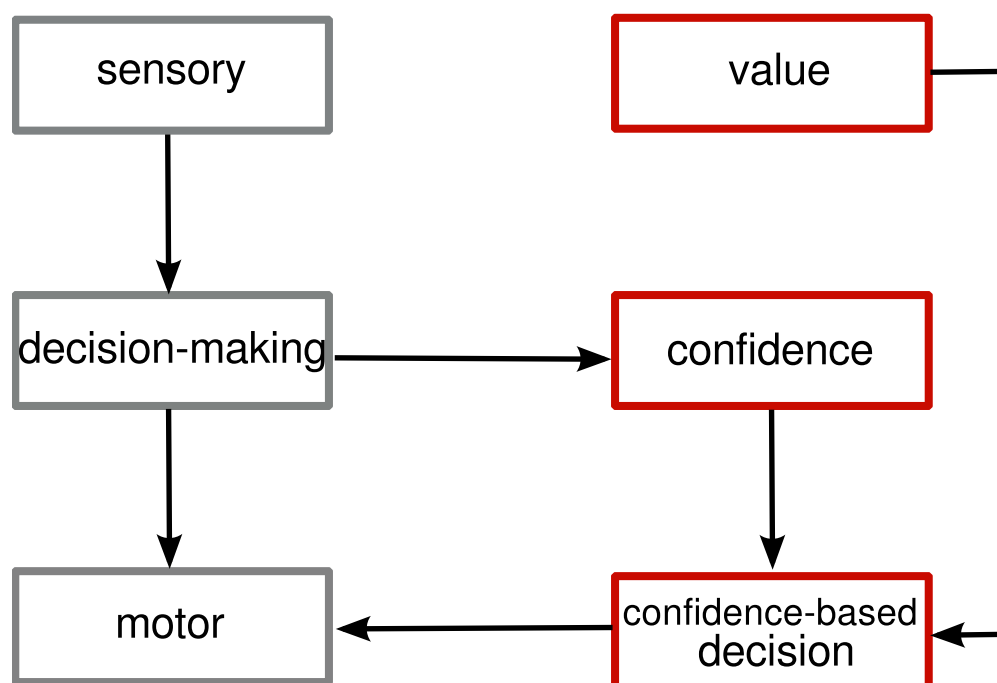 sensory
value
decision-making
confidence
motor
confidence-based
decision